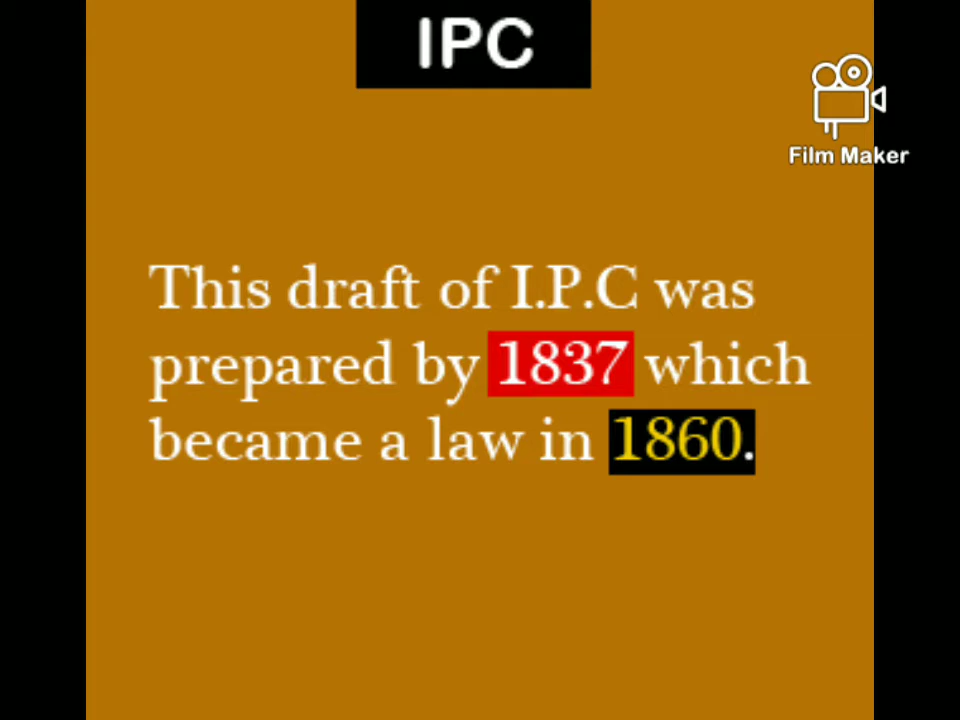 IPC
Film Maker
This draft of I.P.C was
prepared by 1837 which
became a law in 1860.